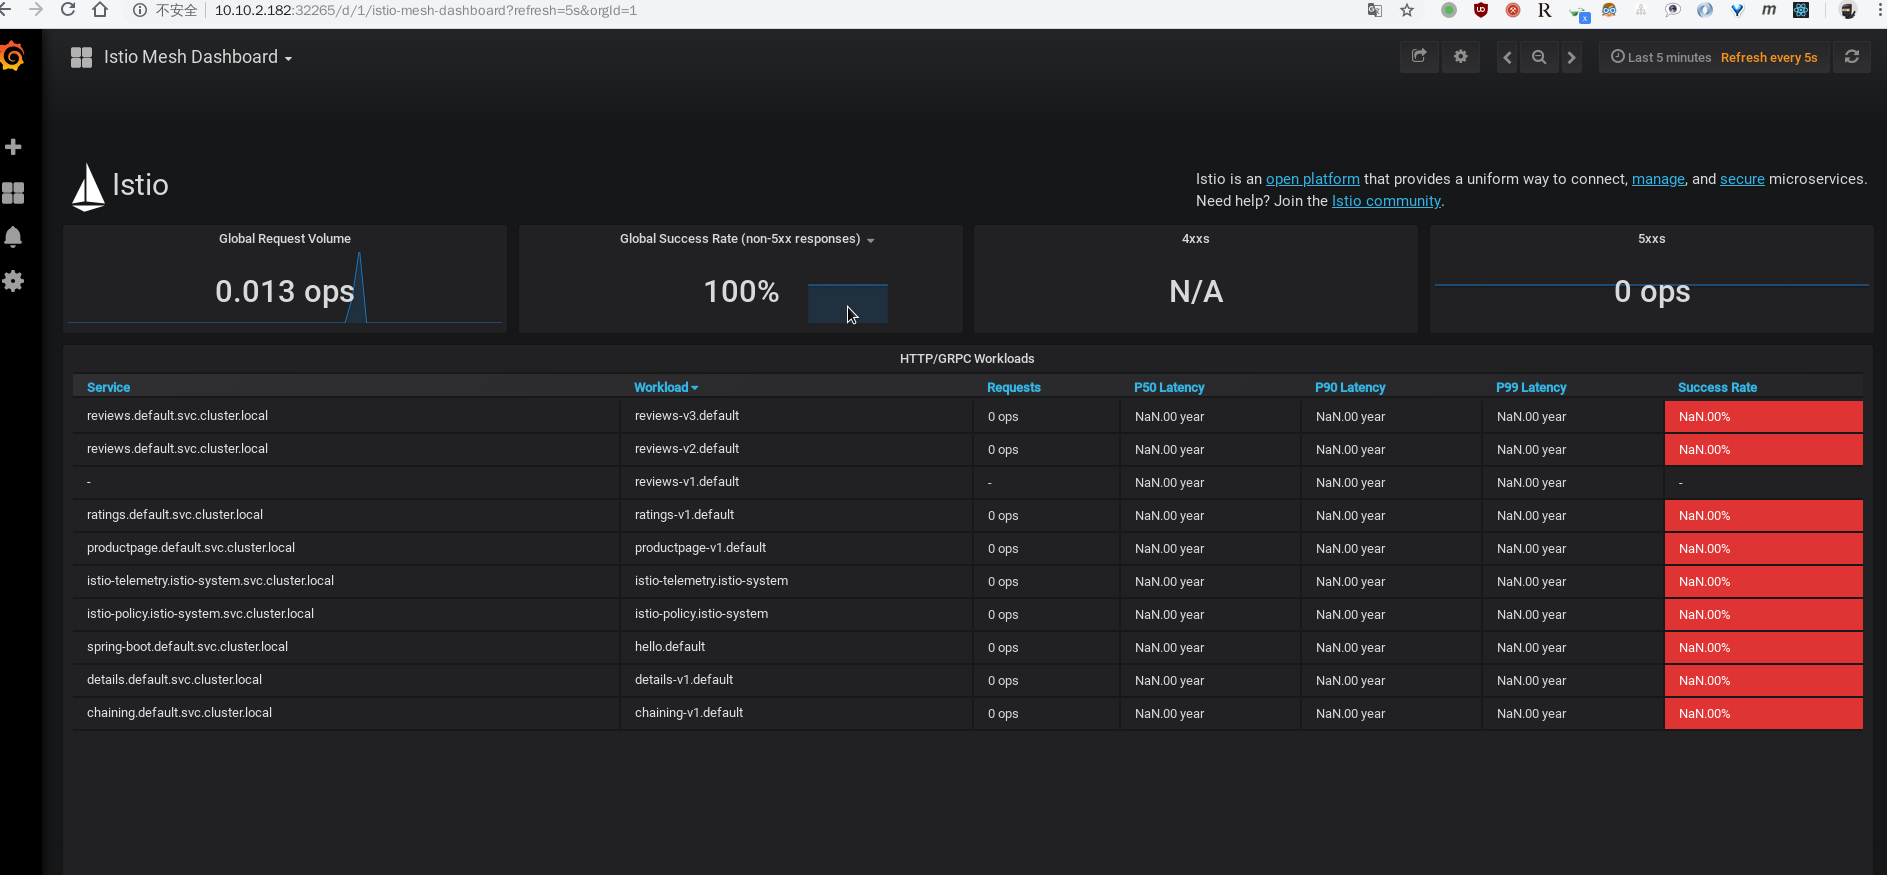 不安全 10.10.2.182:32265/d/1/istio-mesh-dashboard?refresh=5s&orgId=1
Istio Mesh Dashboard
Last 5 minutes Refresh every 5s
Istio
Istio is an open platform that provides a uniform way to connect, manage, and secure microservices.
Need help? Join the Istio community.
Global Request Volume
0.013 ops
Global Success Rate (non-5xx responses)
100%
4xxs
N/A
5xxs
0 ops
HTTP/GRPC Workloads
Service Workload Requests P50 Latency P90 Latency P99 Latency Success Rate
reviews.default.svc.cluster.local reviews-v3.default 0 ops NaN.00 year NaN.00 year NaN.00 year NaN.00%
reviews.default.svc.cluster.local reviews-v2.default 0 ops NaN.00 year NaN.00 year NaN.00 year NaN.00%
- reviews-v1.default - NaN.00 year NaN.00 year NaN.00 year -
ratings.default.svc.cluster.local ratings-v1.default 0 ops NaN.00 year NaN.00 year NaN.00 year NaN.00%
productpage.default.svc.cluster.local productpage-v1.default 0 ops NaN.00 year NaN.00 year NaN.00 year NaN.00%
istio-telemetry.istio-system.svc.cluster.local istio-telemetry.istio-system 0 ops NaN.00 year NaN.00 year NaN.00 year NaN.00%
istio-policy.istio-system.svc.cluster.local istio-policy.istio-system 0 ops NaN.00 year NaN.00 year NaN.00 year NaN.00%
spring-boot.default.svc.cluster.local hello.default 0 ops NaN.00 year NaN.00 year NaN.00 year NaN.00%
details.default.svc.cluster.local details-v1.default 0 ops NaN.00 year NaN.00 year NaN.00 year NaN.00%
chaining.default.svc.cluster.local chaining-v1.default 0 ops NaN.00 year NaN.00 year NaN.00 year NaN.00%